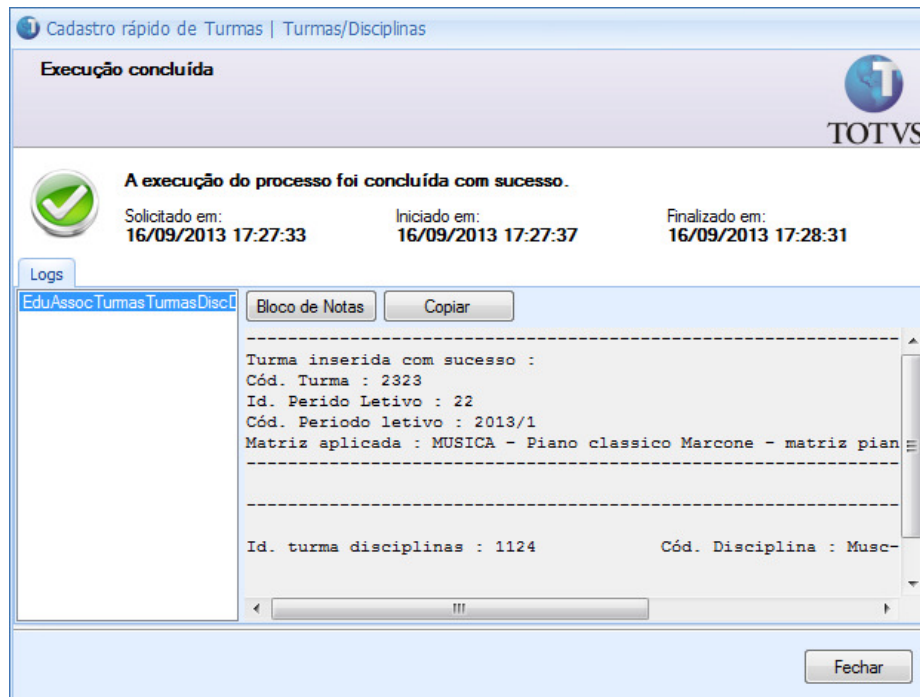 Cadastro rápido de Turmas | Turmas/Disciplinas
Execução concluída
TOTVS
A execução do processo foi concluída com sucesso.
Solicitado em: Iniciado em: Finalizado em:
16/09/2013 17:27:33 16/09/2013 17:27:37 16/09/2013 17:28:31
Logs
EduAssocTurmasTurmasDiscD Bloco de Notas Copiar
--------------------------------------------------------------------
Turma inserida com sucesso :
Cód. Turma : 2323
Id. Perido Letivo : 22
Cód. Periodo letivo : 2013/1
Matriz aplicada : MUSICA - Piano classico Marcone - matriz pian
--------------------------------------------------------------------
--------------------------------------------------------------------
Id. turma disciplinas : 1124 Cód. Disciplina : Musc-
Fechar